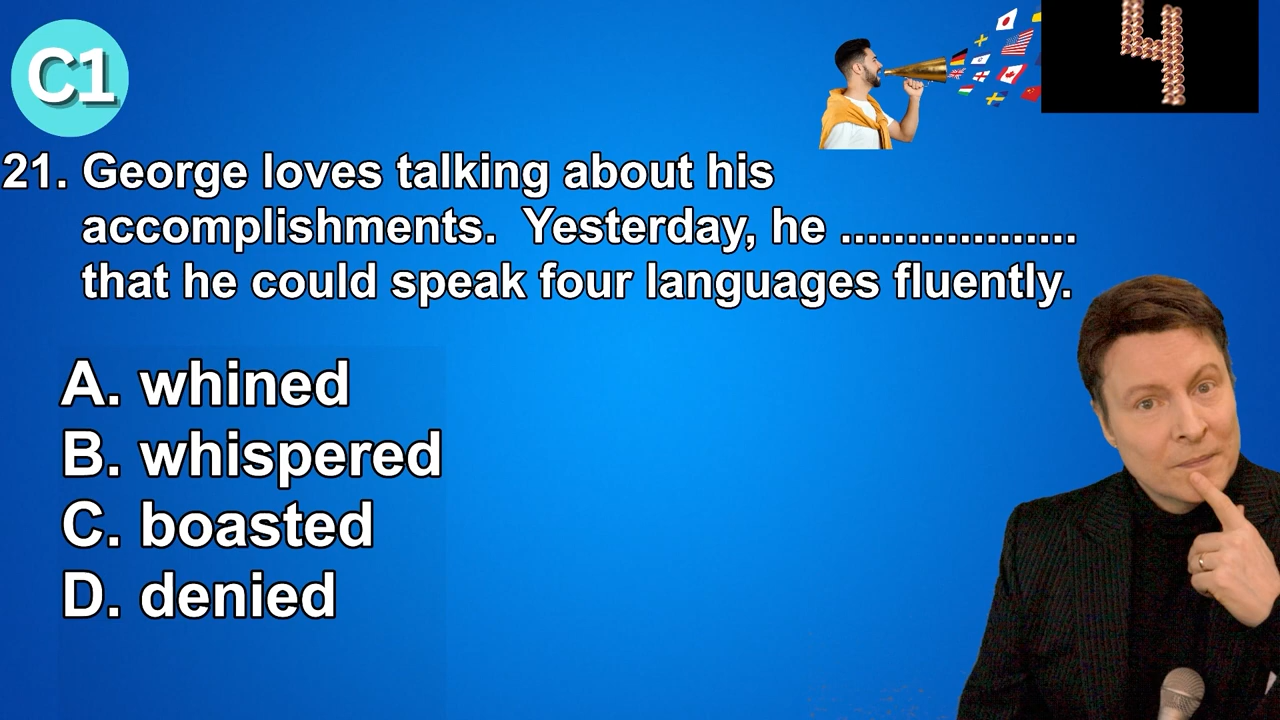 C1
4
21. George loves talking about his
accomplishments. Yesterday, he ..................
that he could speak four languages fluently.
A. whined
B. whispered
C. boasted
D. denied